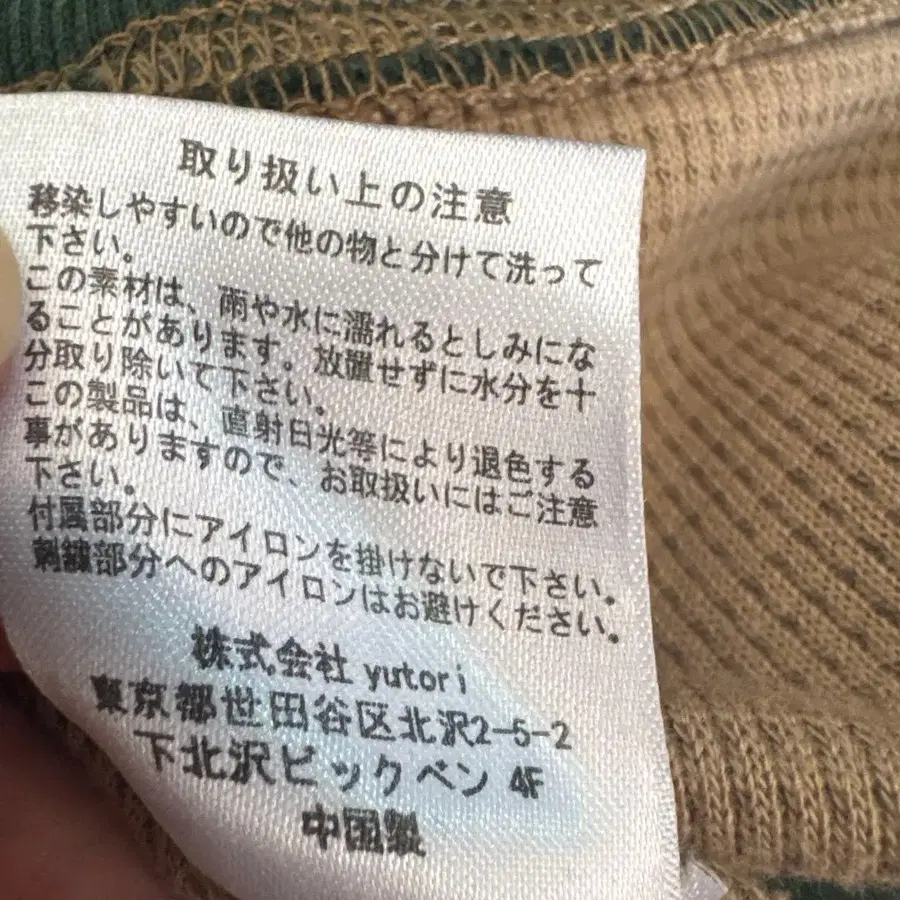 取り扱い上の注意
移染しやすいので他の物と分けて洗って
下さい。
この素材は、雨や水に濡れるとしみにな
ることがあります。放置せずに水分を十
分取り除いて下さい。
この製品は、直射日光等により退色する
事がありますので、お取扱いにはご注意
下さい。
付属部分にアイロンを掛けないで下さい。
刺繍部分へのアイロンはお避けください。
株式会社 yutori
東京都世田谷区北沢2-5-2
下北沢ビックベン 4F
中国製